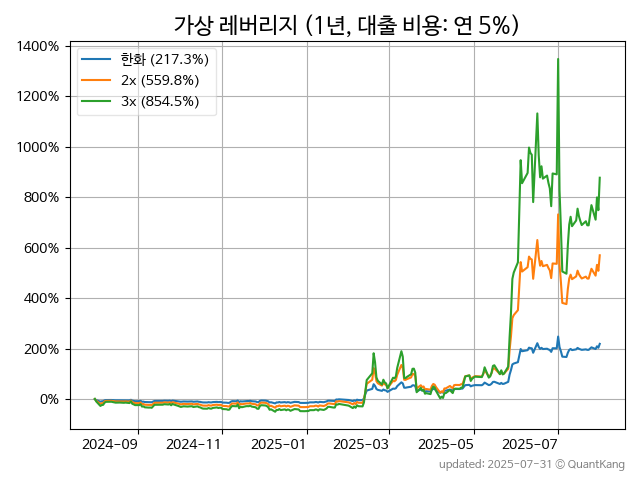 가상 레버리지 (1년, 대출 비용: 연 5%)
1400%
1200%
1000%
800%
600%
400%
200%
0%
한화 (217.3%)
2x (559.8%)
3x (854.5%)
2024-09 2024-11 2025-01 2025-03 2025-05 2025-07
updated: 2025-07-31 © QuantKang